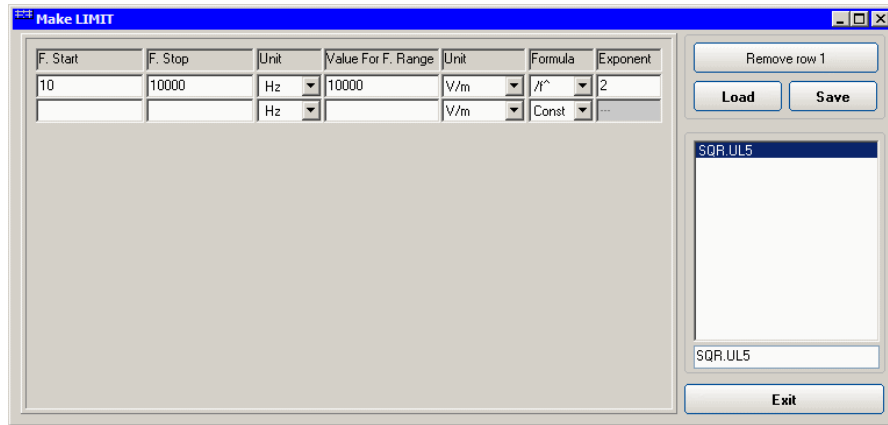 Make LIMIT
F. Start F. Stop Unit Value For F. Range Unit Formula Exponent
10 10000 Hz 10000 V/m /f^ 2
Hz V/m Const ---
Remove row 1
Load Save
SQR.UL5
SQR.UL5
Exit